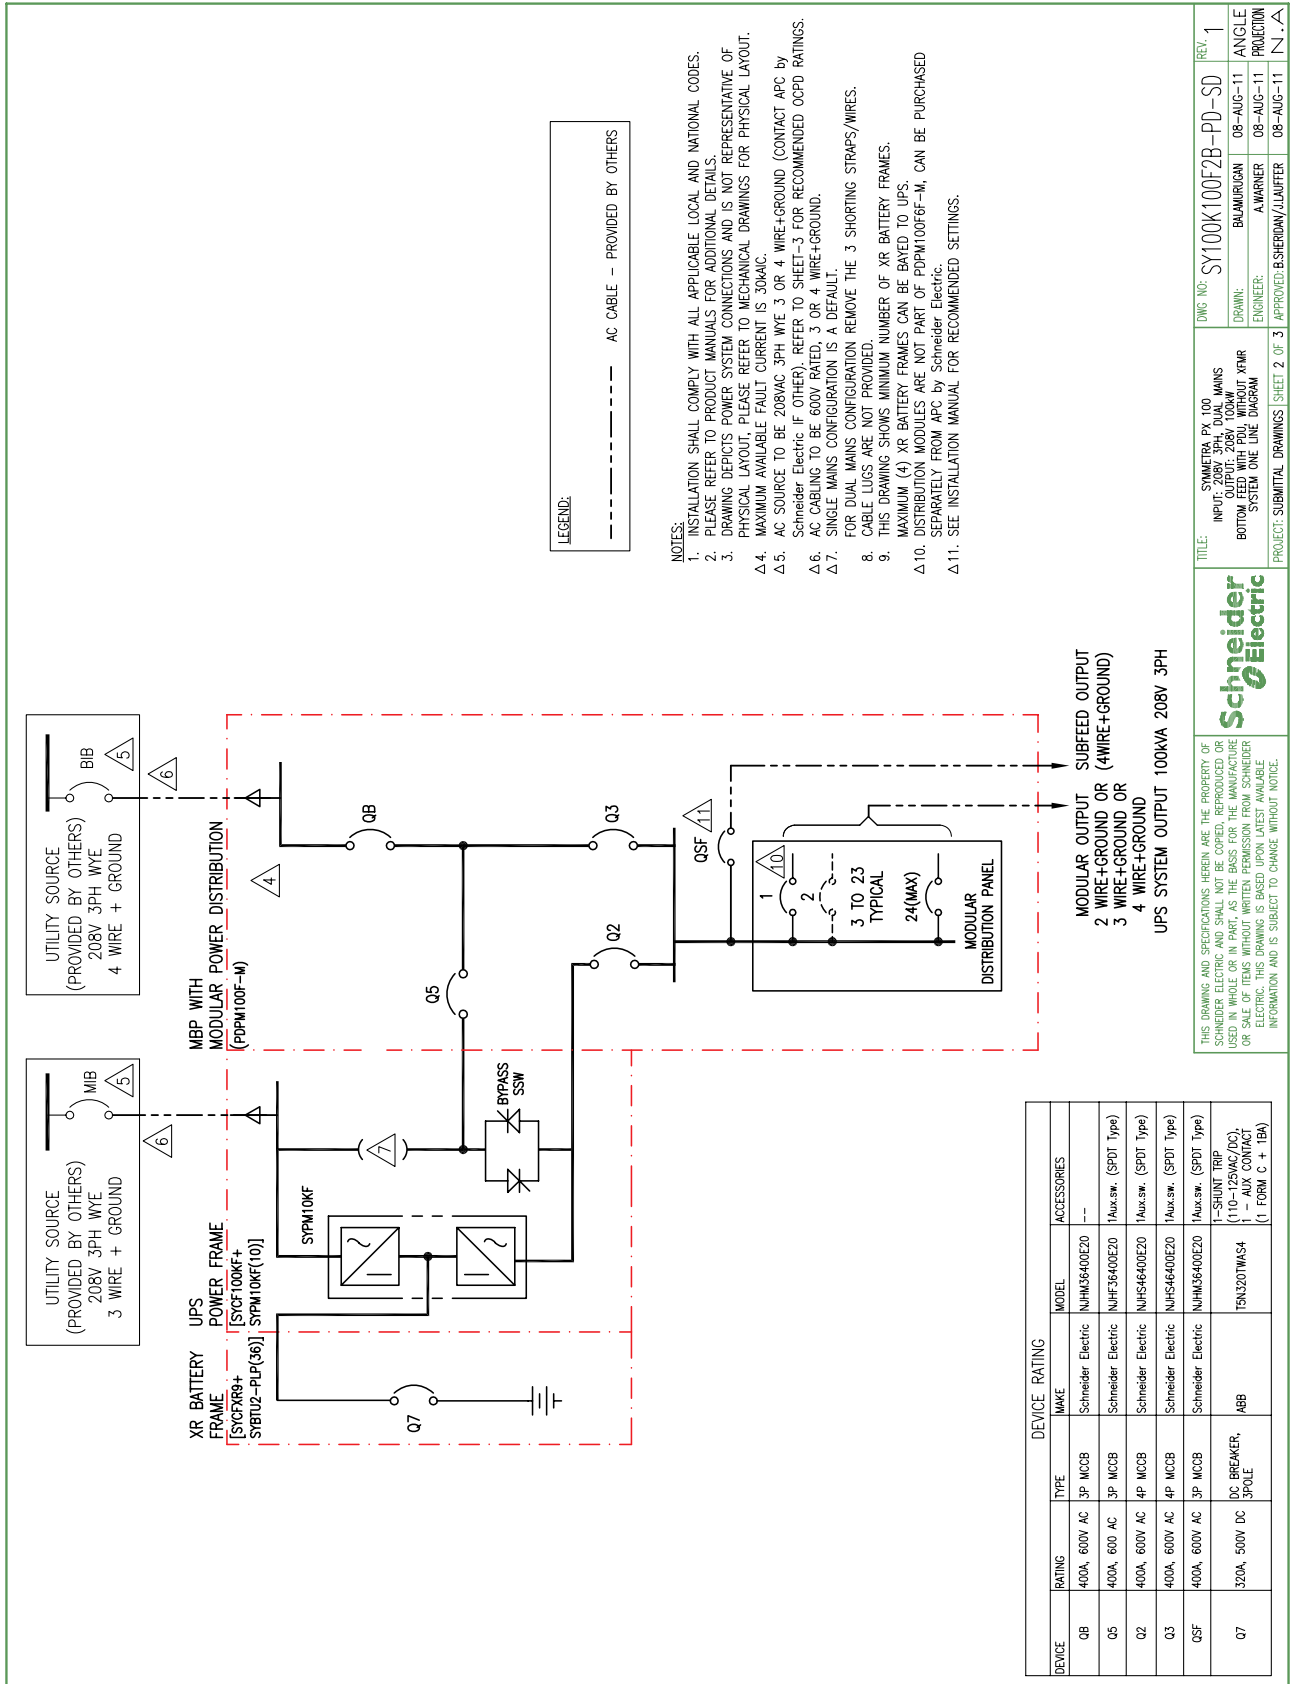 UTILITY SOURCE
(PROVIDED BY OTHERS)
208V 3PH WYE
3 WIRE + GROUND
MIB
5
6
UTILITY SOURCE
(PROVIDED BY OTHERS)
208V 3PH WYE
4 WIRE + GROUND
BIB
5
6
XR BATTERY
FRAME
[SYCFXR9+
SYBTU2-PLP(36)]
UPS
POWER FRAME
[SYCF100KF+
SYPM10KF(10)]
MBP WITH
MODULAR POWER DISTRIBUTION
(PDPM100F-M)
4
SYPM10KF
7
BYPASS
SSW
Q7
Q5
QB
Q2
Q3
QSF
11
10
1
2
3 TO 23
TYPICAL
24(MAX)
MODULAR
DISTRIBUTION PANEL
MODULAR OUTPUT
2 WIRE+GROUND OR
3 WIRE+GROUND OR
4 WIRE+GROUND
SUBFEED OUTPUT
(4WIRE+GROUND)
UPS SYSTEM OUTPUT 100kVA 208V 3PH
LEGEND:
AC CABLE - PROVIDED BY OTHERS
NOTES:
1. INSTALLATION SHALL COMPLY WITH ALL APPLICABLE LOCAL AND NATIONAL CODES.
2. PLEASE REFER TO PRODUCT MANUALS FOR ADDITIONAL DETAILS.
3. DRAWING DEPICTS POWER SYSTEM CONNECTIONS AND IS NOT REPRESENTATIVE OF
PHYSICAL LAYOUT, PLEASE REFER TO MECHANICAL DRAWINGS FOR PHYSICAL LAYOUT.
△4. MAXIMUM AVAILABLE FAULT CURRENT IS 30kAIC.
△5. AC SOURCE TO BE 208VAC 3PH WYE 3 OR 4 WIRE+GROUND (CONTACT APC by
Schneider Electric IF OTHER). REFER TO SHEET-3 FOR RECOMMENDED OCPD RATINGS.
△6. AC CABLING TO BE 600V RATED, 3 OR 4 WIRE+GROUND.
△7. SINGLE MAINS CONFIGURATION IS A DEFAULT.
FOR DUAL MAINS CONFIGURATION REMOVE THE 3 SHORTING STRAPS/WIRES.
8. CABLE LUGS ARE NOT PROVIDED.
9. THIS DRAWING SHOWS MINIMUM NUMBER OF XR BATTERY FRAMES.
MAXIMUM (4) XR BATTERY FRAMES CAN BE BAYED TO UPS.
△10. DISTRIBUTION MODULES ARE NOT PART OF PDPM100F6F-M, CAN BE PURCHASED
SEPARATELY FROM APC by Schneider Electric.
△11. SEE INSTALLATION MANUAL FOR RECOMMENDED SETTINGS.
DEVICE RATING
DEVICE RATING TYPE MAKE MODEL ACCESSORIES
QB 400A, 600V AC 3P MCCB Schneider Electric NJHM36400E20 --
Q5 400A, 600 AC 3P MCCB Schneider Electric NJHF36400E20 1Aux.sw. (SPDT Type)
Q2 400A, 600V AC 4P MCCB Schneider Electric NJHS46400E20 1Aux.sw. (SPDT Type)
Q3 400A, 600V AC 4P MCCB Schneider Electric NJHS46400E20 1Aux.sw. (SPDT Type)
QSF 400A, 600V AC 3P MCCB Schneider Electric NJHM36400E20 1Aux.sw. (SPDT Type)
Q7 320A, 500V DC DC BREAKER, 3POLE ABB T5N320TWAS4 1-SHUNT TRIP
(110-125VAC/DC),
1 - AUX CONTACT
(1 FORM C + 1BA)
THIS DRAWING AND SPECIFICATIONS HEREIN ARE THE PROPERTY OF
SCHNEIDER ELECTRIC AND SHALL NOT BE COPIED, REPRODUCED OR
USED IN WHOLE OR IN PART, AS THE BASIS FOR THE MANUFACTURE
OR SALE OF ITEMS WITHOUT WRITTEN PERMISSION FROM SCHNEIDER
ELECTRIC. THIS DRAWING IS BASED UPON LATEST AVAILABLE
INFORMATION AND IS SUBJECT TO CHANGE WITHOUT NOTICE.
Schneider
Electric
TITLE: SYMMETRA PX 100
INPUT: 208V 3PH, DUAL MAINS
OUTPUT: 208V 100kW
BOTTOM FEED WITH PDU, WITHOUT XFMR
SYSTEM ONE LINE DIAGRAM
PROJECT: SUBMITTAL DRAWINGS SHEET 2 OF 3
DWG NO: SY100K100F2B-PD-SD REV. 1
DRAWN: BALAMURUGAN 08-AUG-11
ENGINEER: A.WARNER 08-AUG-11
APPROVED: B.SHERIDAN/J.LAUFFER 08-AUG-11
ANGLE
PROJECTION
N.A